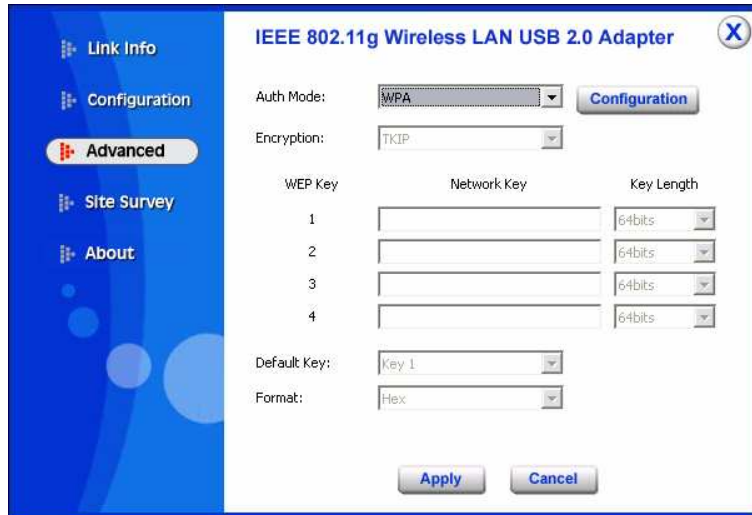 Link Info
Configuration
Advanced
Site Survey
About
IEEE 802.11g Wireless LAN USB 2.0 Adapter
X
Auth Mode: WPA Configuration
Encryption: TKIP
WEP Key Network Key Key Length
1 64bits
2 64bits
3 64bits
4 64bits
Default Key: Key 1
Format: Hex
Apply Cancel